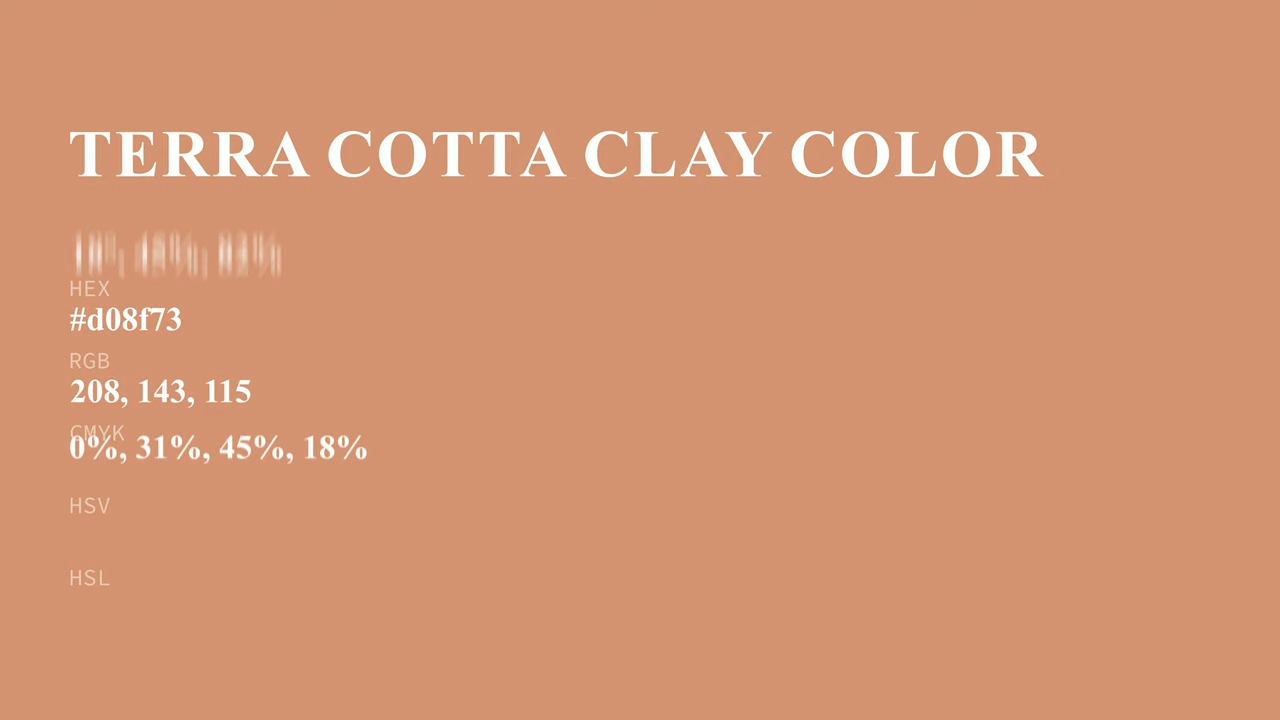 TERRA COTTA CLAY COLOR
HEX
#d08f73
RGB
208, 143, 115
CMYK
0%, 31%, 45%, 18%
HSV
HSL